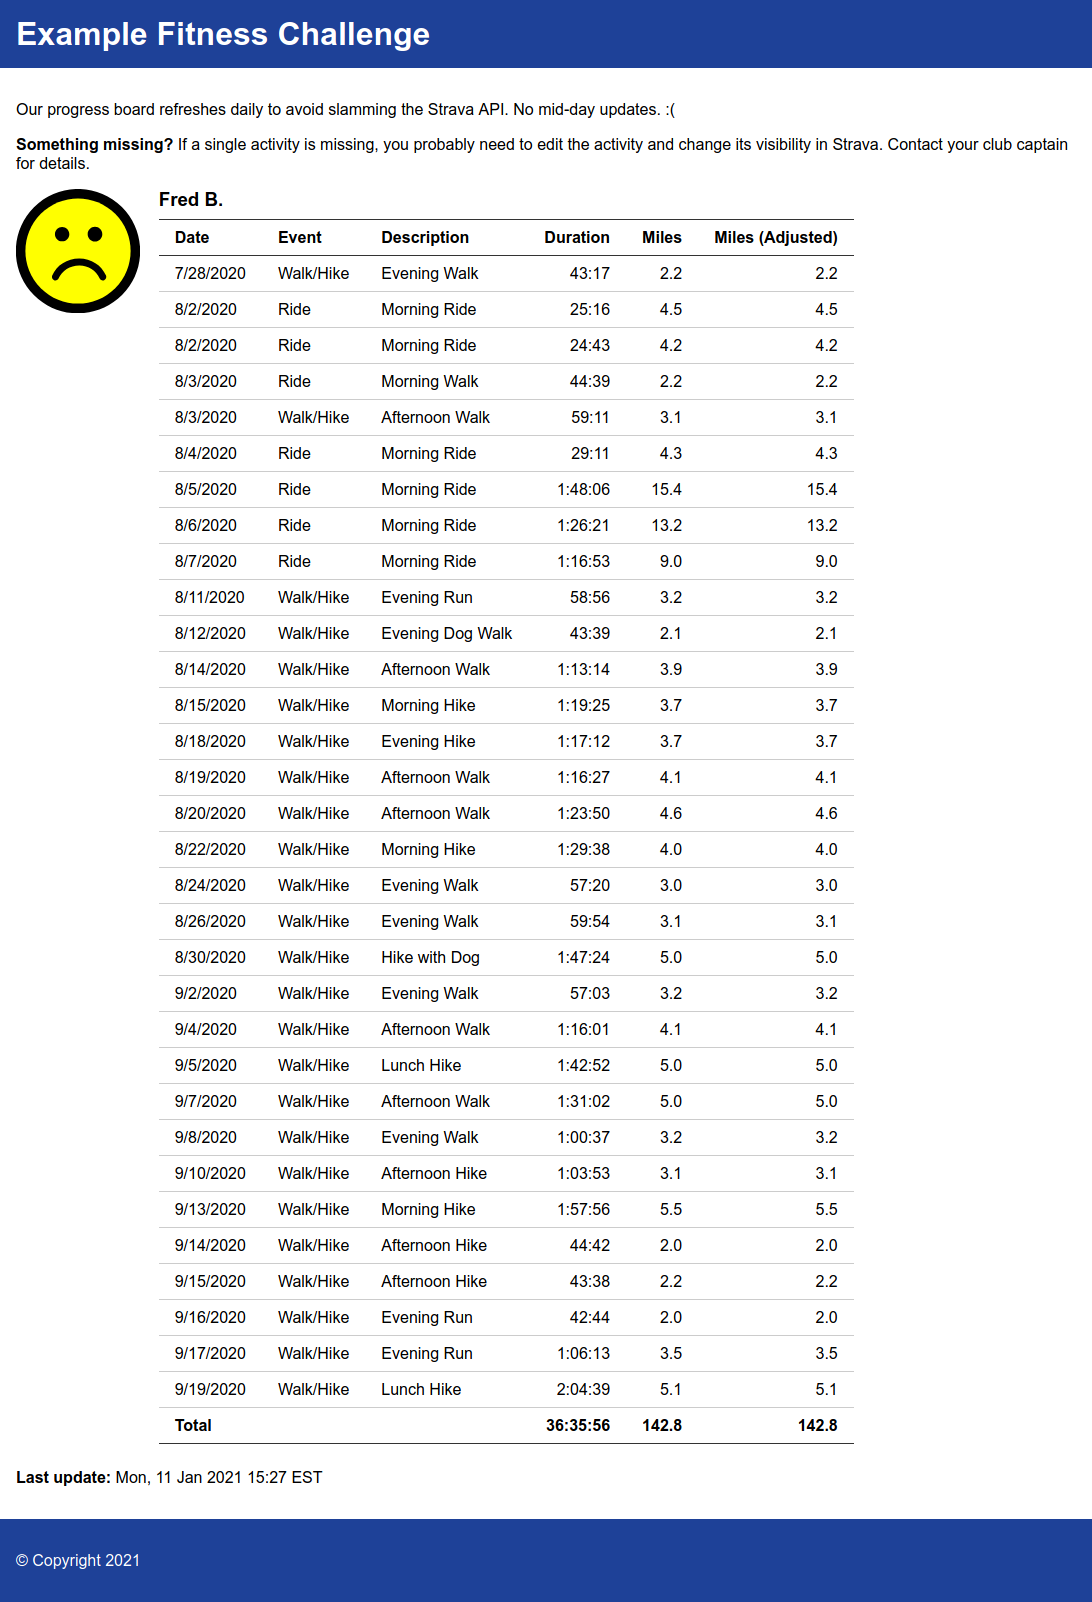 Example Fitness Challenge
Our progress board refreshes daily to avoid slamming the Strava API. No mid-day updates. :(
Something missing? If a single activity is missing, you probably need to edit the activity and change its visibility in Strava. Contact your club captain
for details.
Fred B.
Date Event Description Duration Miles Miles (Adjusted)
7/28/2020 Walk/Hike Evening Walk 43:17 2.2 2.2
8/2/2020 Ride Morning Ride 25:16 4.5 4.5
8/2/2020 Ride Morning Ride 24:43 4.2 4.2
8/3/2020 Ride Morning Walk 44:39 2.2 2.2
8/3/2020 Walk/Hike Afternoon Walk 59:11 3.1 3.1
8/4/2020 Ride Morning Ride 29:11 4.3 4.3
8/5/2020 Ride Morning Ride 1:48:06 15.4 15.4
8/6/2020 Ride Morning Ride 1:26:21 13.2 13.2
8/7/2020 Ride Morning Ride 1:16:53 9.0 9.0
8/11/2020 Walk/Hike Evening Run 58:56 3.2 3.2
8/12/2020 Walk/Hike Evening Dog Walk 43:39 2.1 2.1
8/14/2020 Walk/Hike Afternoon Walk 1:13:14 3.9 3.9
8/15/2020 Walk/Hike Morning Hike 1:19:25 3.7 3.7
8/18/2020 Walk/Hike Evening Hike 1:17:12 3.7 3.7
8/19/2020 Walk/Hike Afternoon Walk 1:16:27 4.1 4.1
8/20/2020 Walk/Hike Afternoon Walk 1:23:50 4.6 4.6
8/22/2020 Walk/Hike Morning Hike 1:29:38 4.0 4.0
8/24/2020 Walk/Hike Evening Walk 57:20 3.0 3.0
8/26/2020 Walk/Hike Evening Walk 59:54 3.1 3.1
8/30/2020 Walk/Hike Hike with Dog 1:47:24 5.0 5.0
9/2/2020 Walk/Hike Evening Walk 57:03 3.2 3.2
9/4/2020 Walk/Hike Afternoon Walk 1:16:01 4.1 4.1
9/5/2020 Walk/Hike Lunch Hike 1:42:52 5.0 5.0
9/7/2020 Walk/Hike Afternoon Walk 1:31:02 5.0 5.0
9/8/2020 Walk/Hike Evening Walk 1:00:37 3.2 3.2
9/10/2020 Walk/Hike Afternoon Hike 1:03:53 3.1 3.1
9/13/2020 Walk/Hike Morning Hike 1:57:56 5.5 5.5
9/14/2020 Walk/Hike Afternoon Hike 44:42 2.0 2.0
9/15/2020 Walk/Hike Afternoon Hike 43:38 2.2 2.2
9/16/2020 Walk/Hike Evening Run 42:44 2.0 2.0
9/17/2020 Walk/Hike Evening Run 1:06:13 3.5 3.5
9/19/2020 Walk/Hike Lunch Hike 2:04:39 5.1 5.1
Total 36:35:56 142.8 142.8
Last update: Mon, 11 Jan 2021 15:27 EST
© Copyright 2021